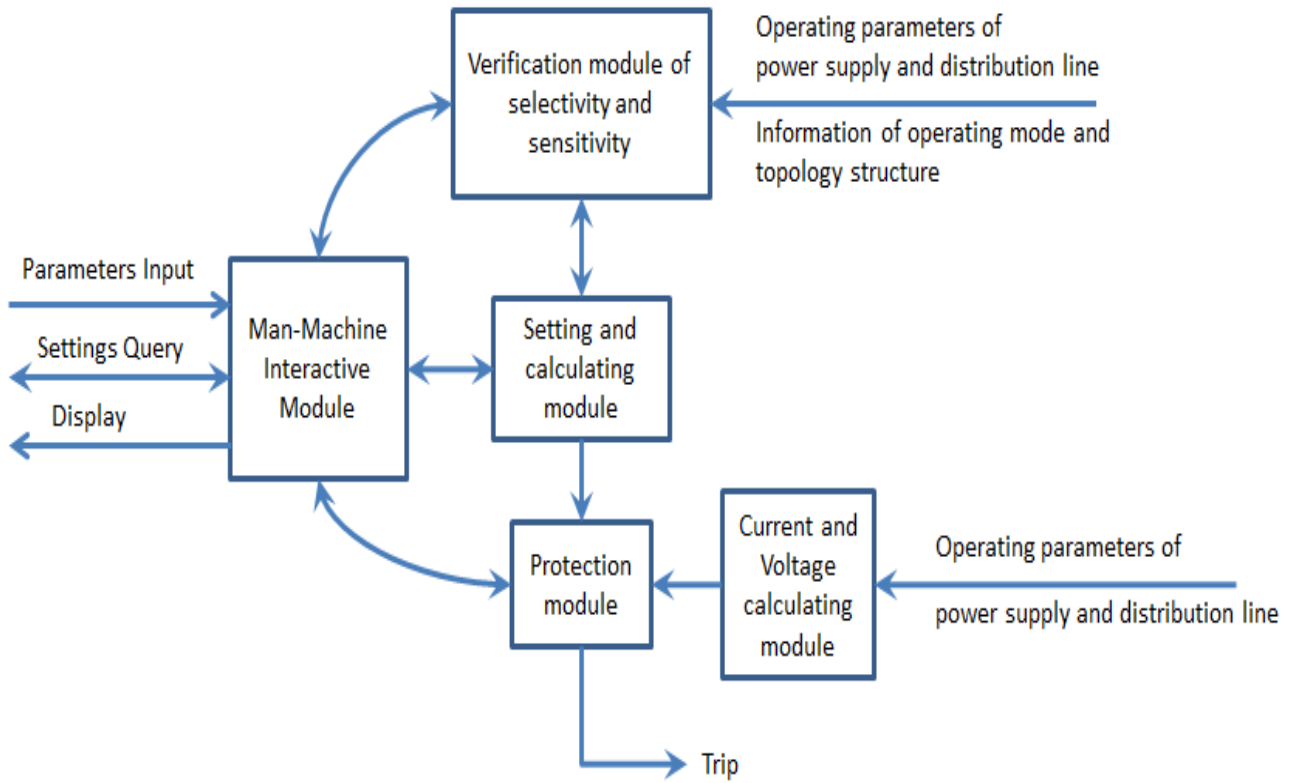 Operating parameters of
power supply and distribution line
Verification module of
selectivity and
sensitivity
Information of operating mode and
topology structure
Parameters Input
Settings Query
Display
Man-Machine
Interactive
Module
Setting and
calculating
module
Protection
module
Current and
Voltage
calculating
module
Operating parameters of
power supply and distribution line
Trip